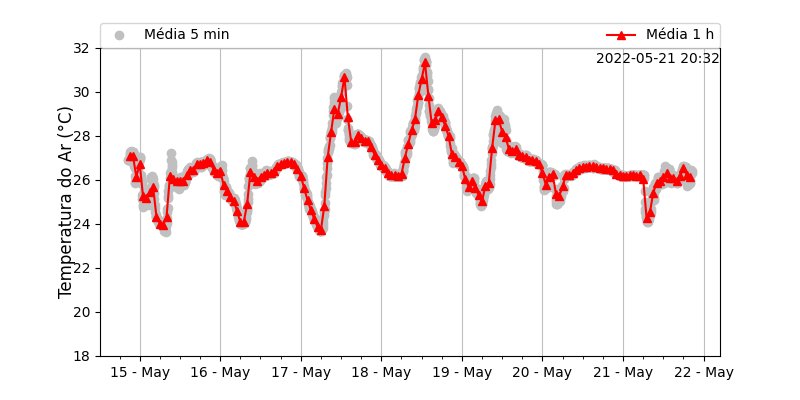 Média 5 min
Média 1 h
2022-05-21 20:32
Temperatura do Ar (°C)
32
30
28
26
24
22
20
18
15 - May
16 - May
17 - May
18 - May
19 - May
20 - May
21 - May
22 - May